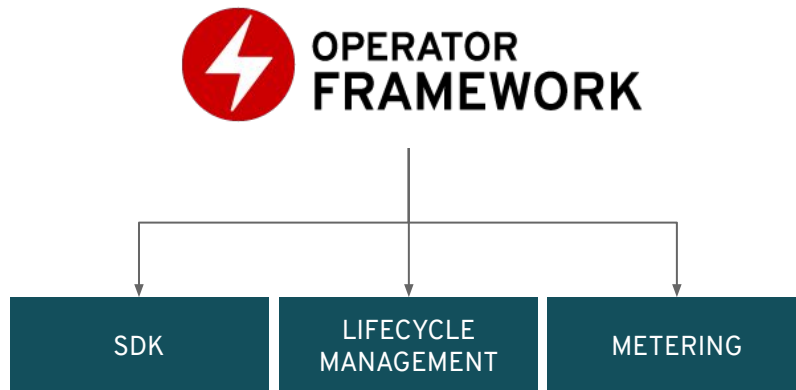 OPERATOR
FRAMEWORK
SDK
LIFECYCLE
MANAGEMENT
METERING